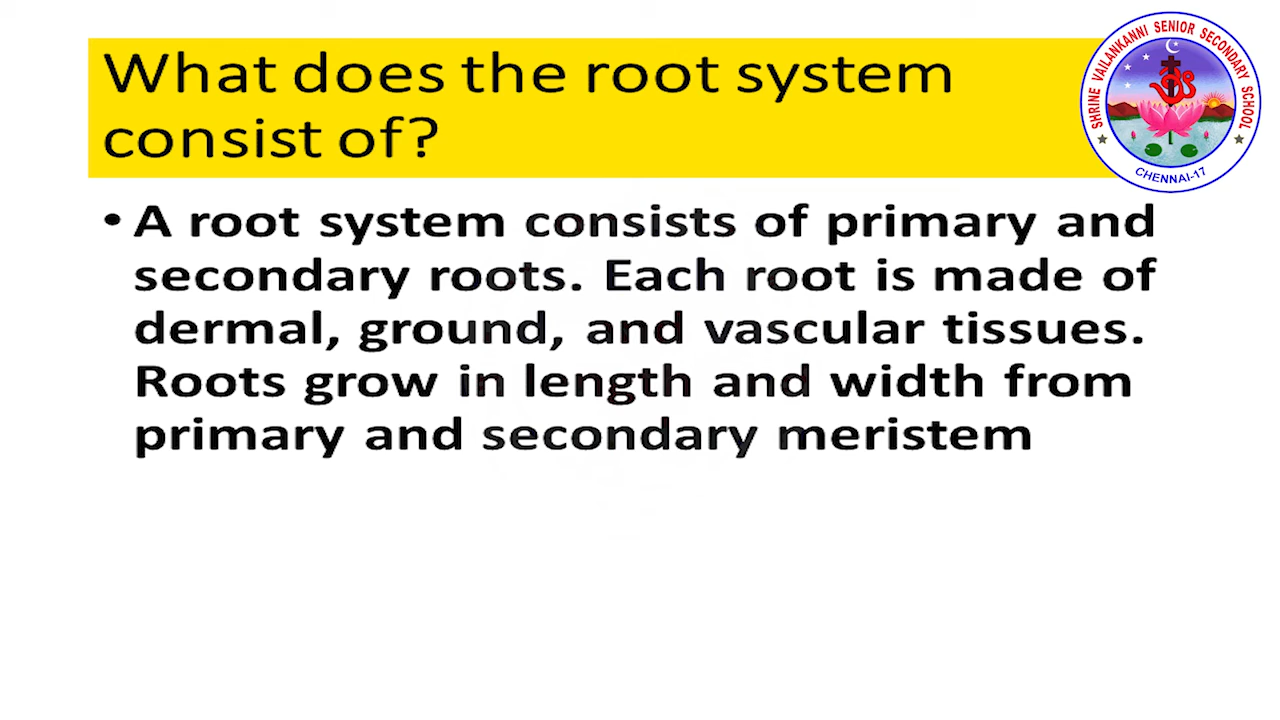 What does the root system
consist of?
SHRINE VAILANKANNI SENIOR SECONDARY SCHOOL
CHENNAI-17
• A root system consists of primary and
secondary roots. Each root is made of
dermal, ground, and vascular tissues.
Roots grow in length and width from
primary and secondary meristem